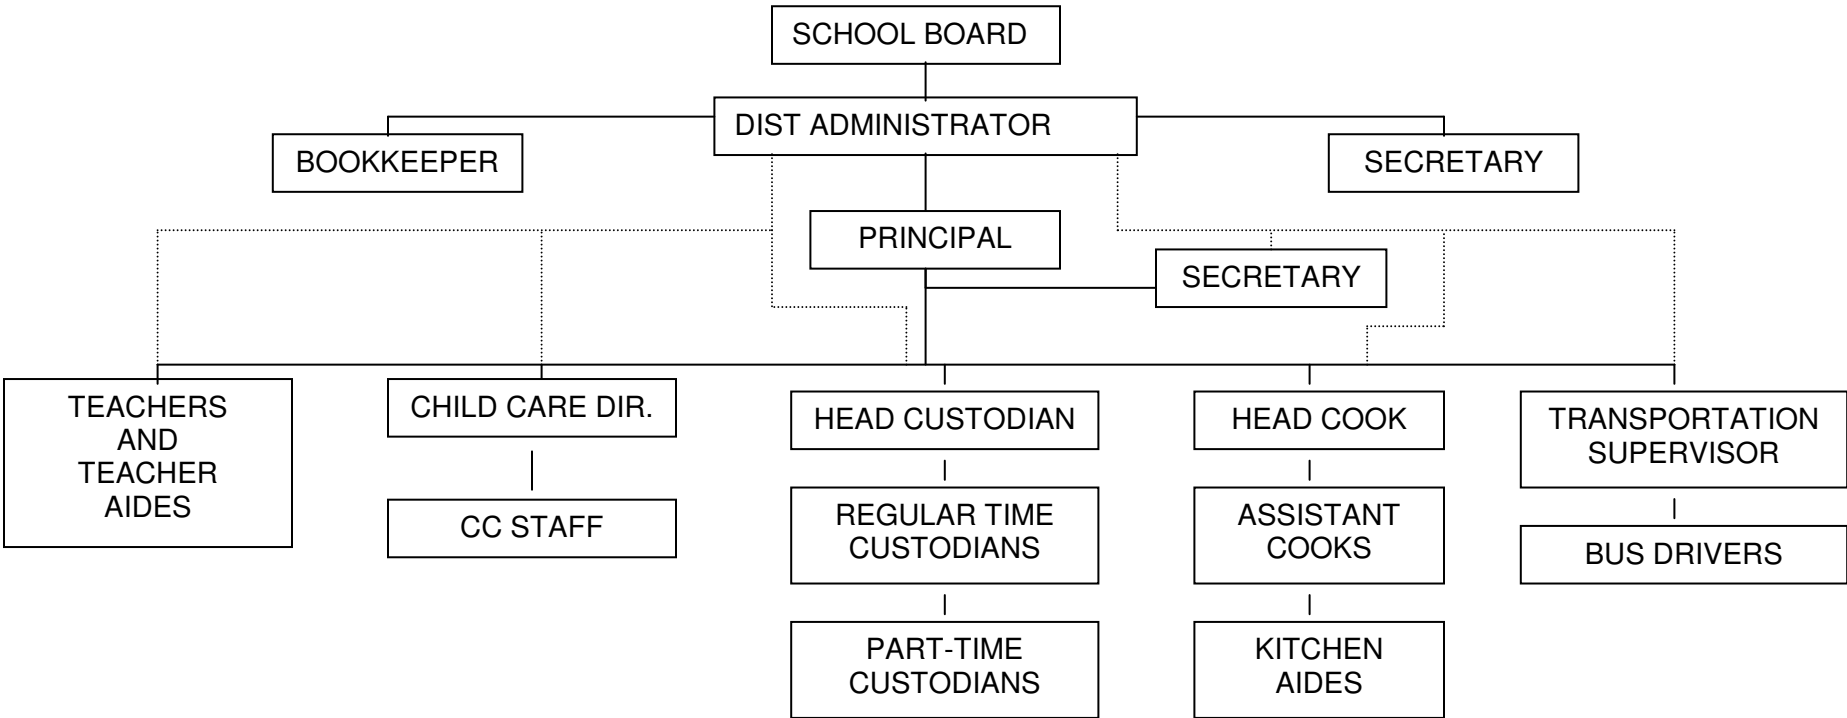 SCHOOL BOARD
DIST ADMINISTRATOR
BOOKKEEPER
SECRETARY
PRINCIPAL
SECRETARY
TEACHERS
AND
TEACHER
AIDES
CHILD CARE DIR.
CC STAFF
HEAD CUSTODIAN
REGULAR TIME
CUSTODIANS
PART-TIME
CUSTODIANS
HEAD COOK
ASSISTANT
COOKS
KITCHEN
AIDES
TRANSPORTATION
SUPERVISOR
BUS DRIVERS